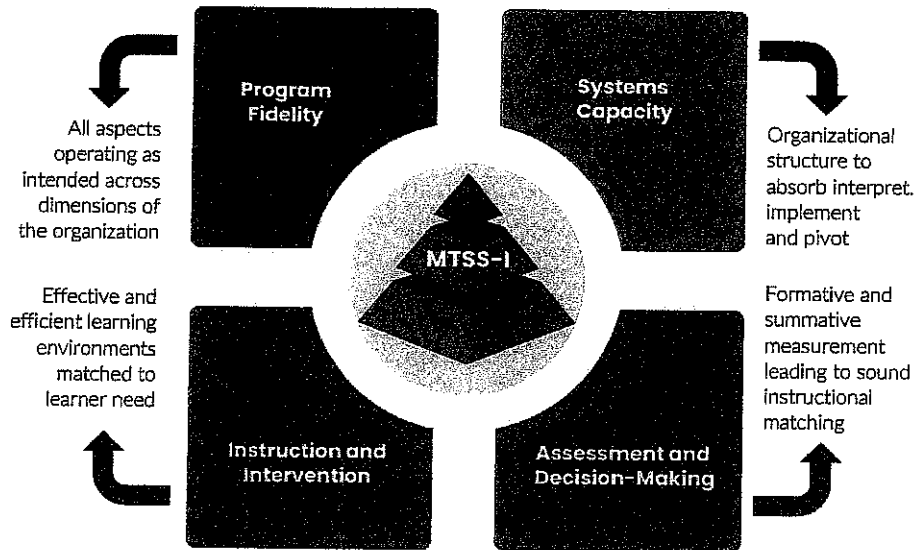 Program
Fidelity
All aspects
operating as
intended across
dimensions of
the organization
Systems
Capacity
Organizational
structure to
absorb interpret.
implement
and pivot
MTSS-I
Effective and
efficient learning
environments
matched to
learner need
Instruction and
Intervention
Formative and
summative
measurement
leading to sound
instructional
matching
Assessment and
Decision-Making